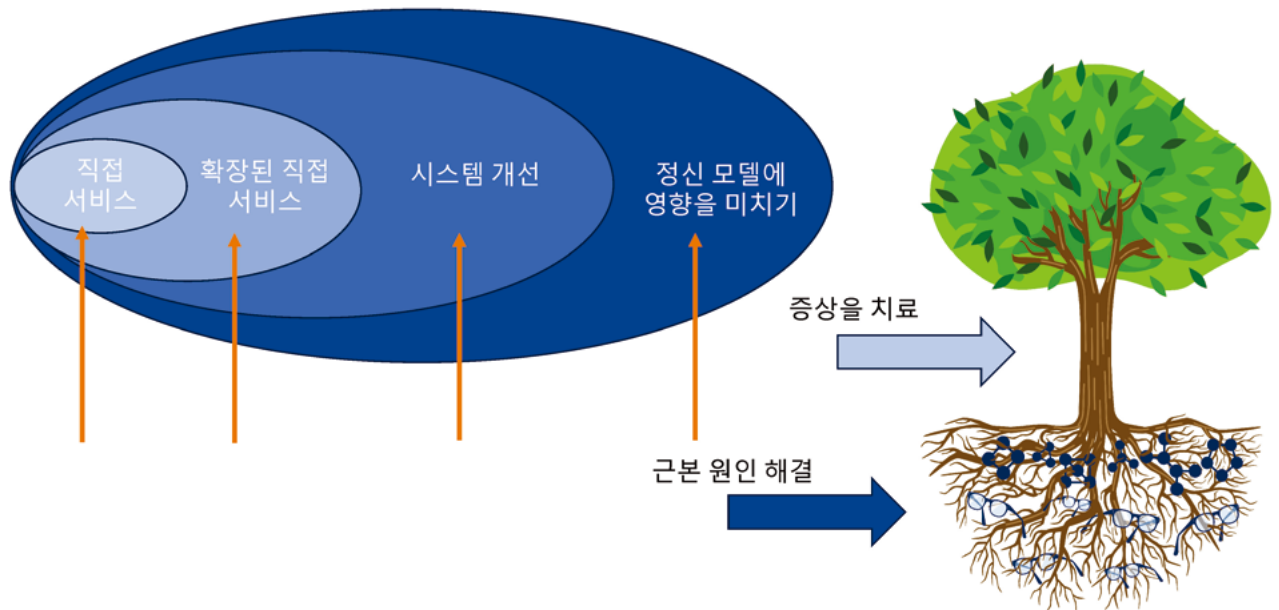 직접
서비스
확장된 직접
서비스
시스템 개선
정신 모델에
영향을 미치기
증상을 치료
근본 원인 해결